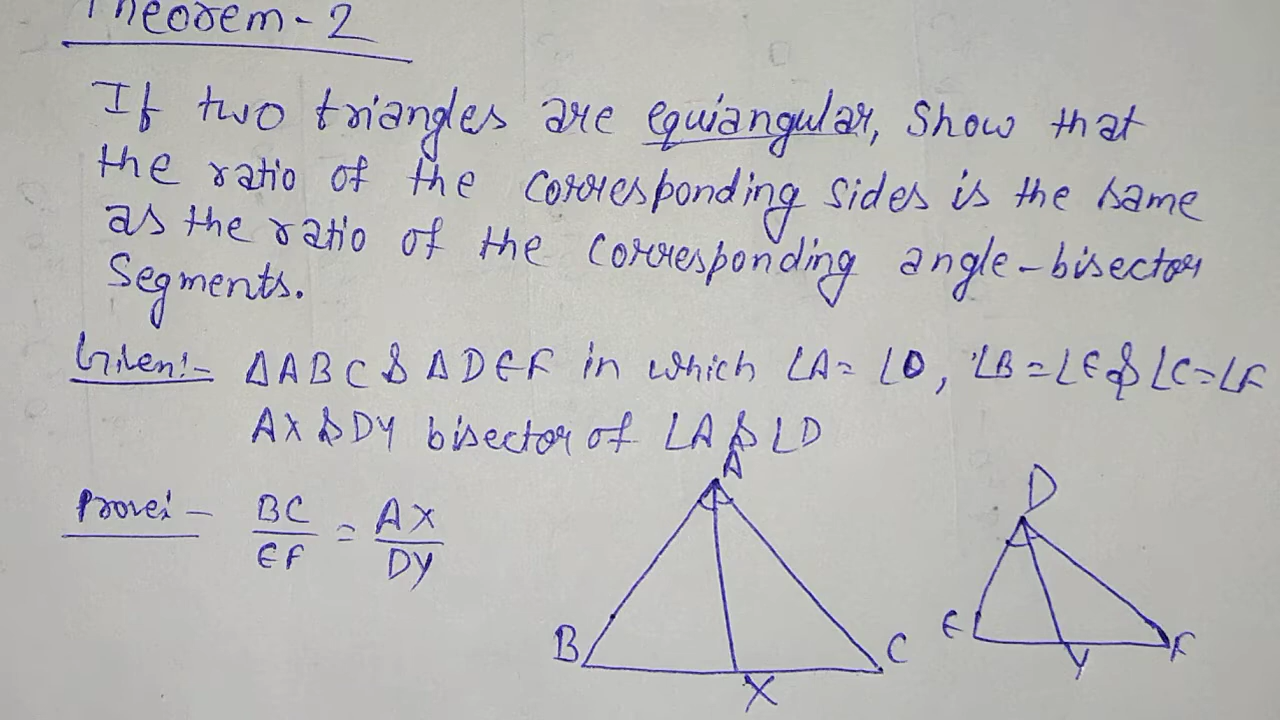 Theorem-2
If two triangles are equiangular, Show that
the ratio of the corresponding sides is the same
as the ratio of the corresponding angle-bisector
Segments.
Given:- ΔABC & ΔDEF in which ∠A=∠D, ∠B=∠E & ∠C=∠F
AX & DY bisector of ∠A & ∠D
Prove:- BC/EF = AX/DY
A
D
B
C
E
F
X
Y